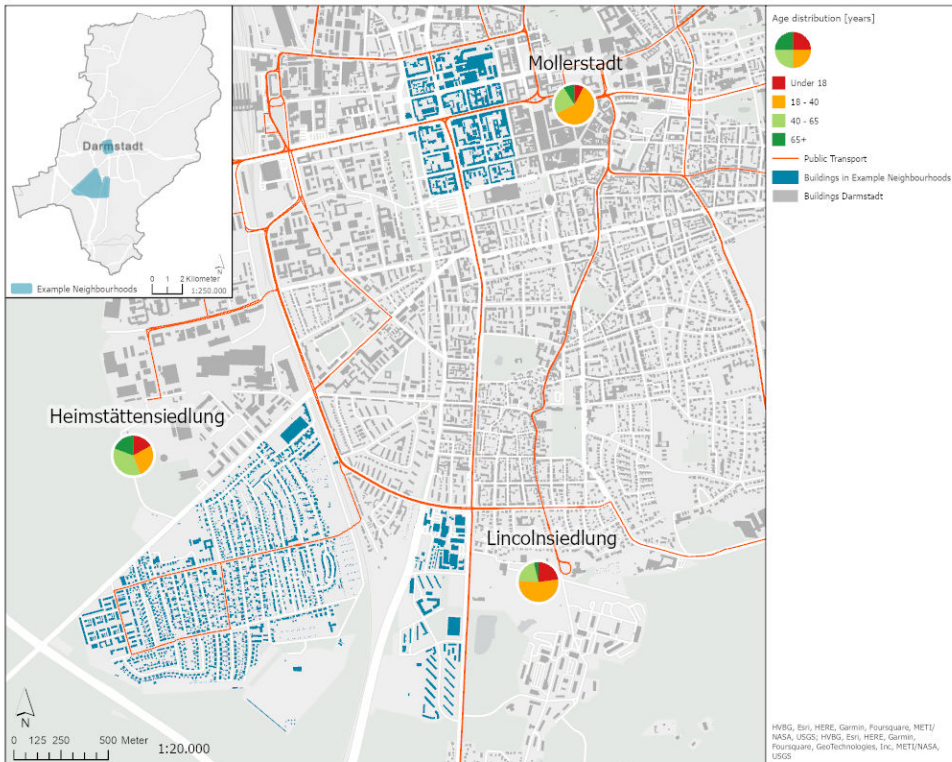 Darmstadt
N
0 1 2 Kilometer
1:250.000
Example Neighbourhoods
Mollerstadt
Heimstättensiedlung
Lincolnsiedlung
N
0 125 250 500 Meter
1:20.000
Age distribution [years]
Under 18
18 - 40
40 - 65
65+
Public Transport
Buildings in Example Neighbourhoods
Buildings Darmstadt
HVBG, Esri, HERE, Garmin, Foursquare, METI/
NASA, USGS; HVBG, Esri, HERE, Garmin,
Foursquare, GeoTechnologies, Inc, METI/NASA,
USGS